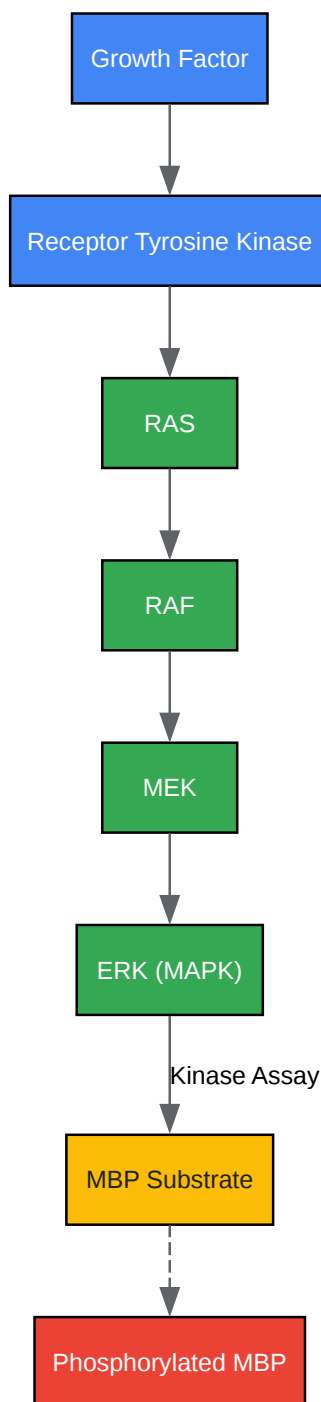 Growth Factor
Receptor Tyrosine Kinase
RAS
RAF
MEK
ERK (MAPK)
Kinase Assay
MBP Substrate
Phosphorylated MBP